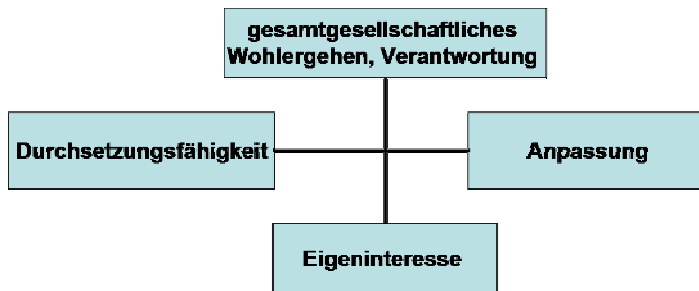 gesamtgesellschaftliches
Wohlergehen, Verantwortung
Durchsetzungsfähigkeit
Anpassung
Eigeninteresse